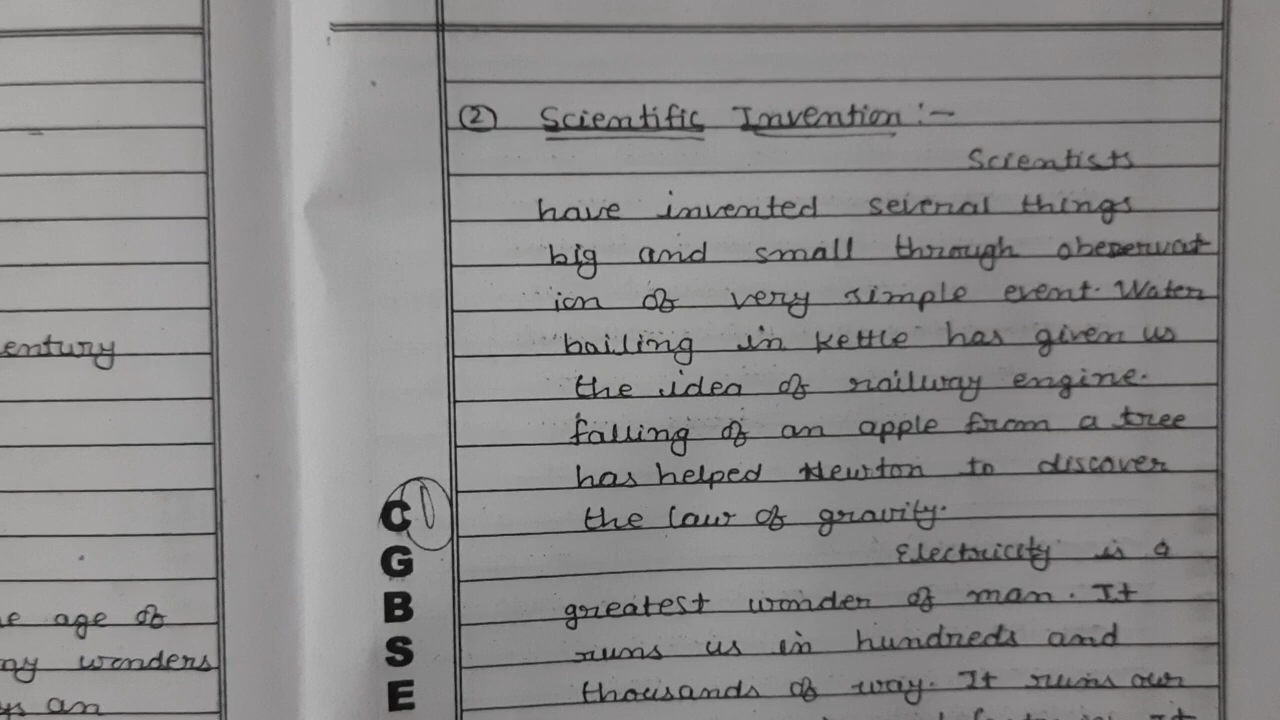 entury
e age of
ny wonders
an
② Scientific Invention :-
Scientists
have invented several things
big and small through obeservat
ion of very simple event. Water
boiling in kettle has given us
the idea of railway engine.
falling of an apple from a tree
has helped Newton to discover
the law of gravity.
Electricity is a
greatest wonder of man. It
runs us in hundreds and
thousands of way. It runs our
C
G
B
S
E